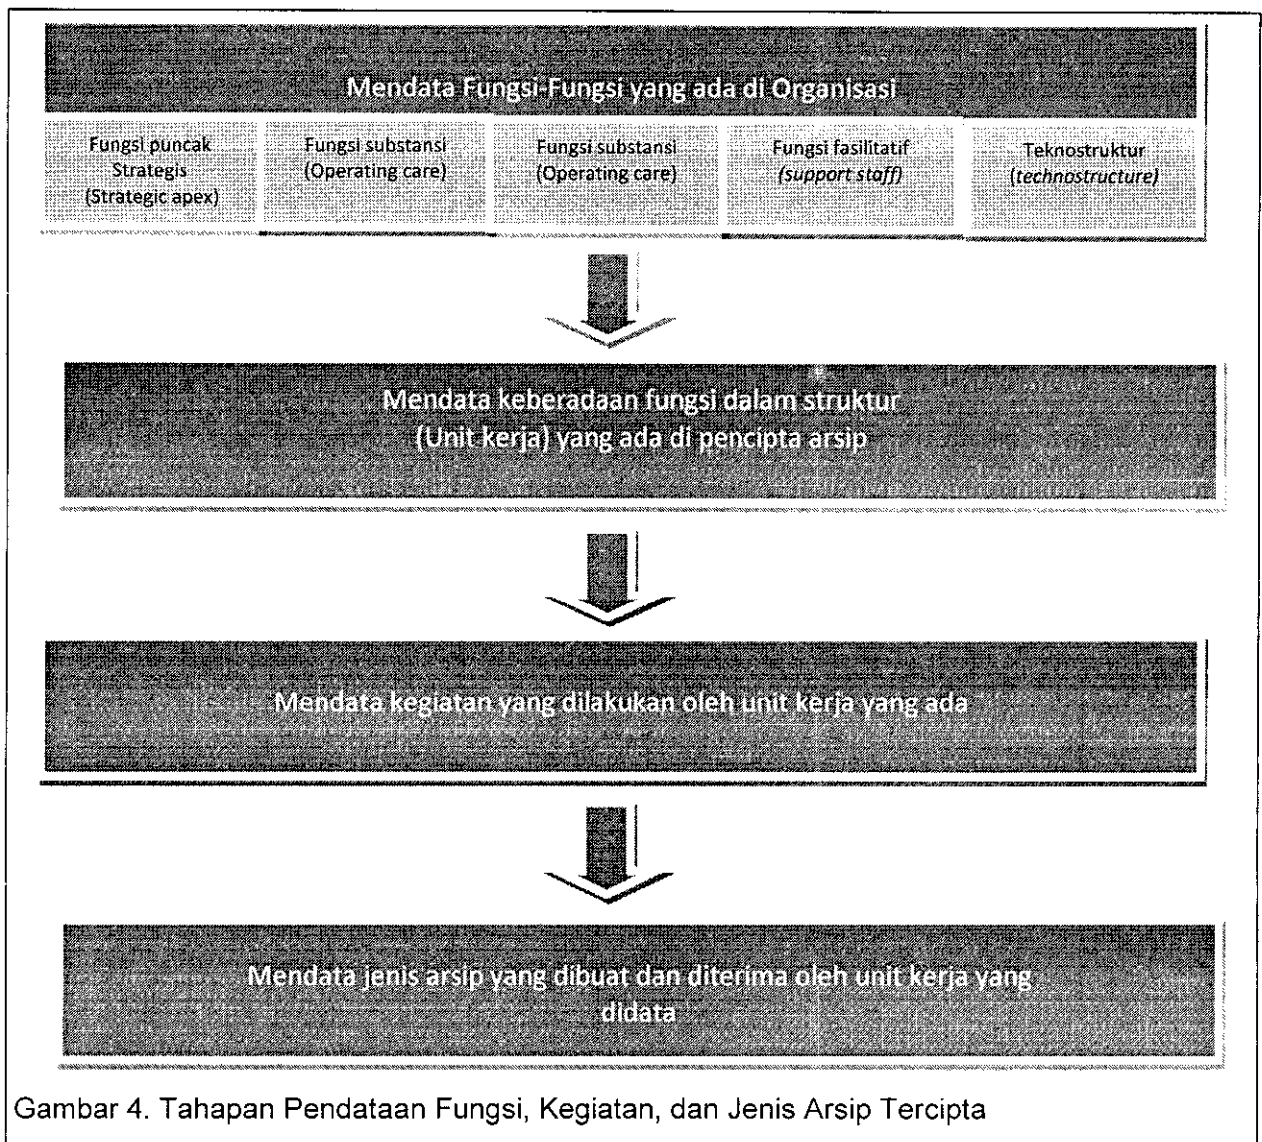 Mendata Fungsi-Fungsi yang ada di Organisasi
Fungsi puncak
Strategis
(Strategic apex)
Fungsi substansi
(Operating care)
Fungsi substansi
(Operating care)
Fungsi fasilitatif
(support staff)
Teknostruktur
(technostructure)
Mendata keberadaan fungsi dalam struktur
(Unit kerja) yang ada di pencipta arsip
Mendata kegiatan yang dilakukan oleh unit kerja yang ada
Mendata jenis arsip yang dibuat dan diterima oleh unit kerja yang
didata
Gambar 4. Tahapan Pendataan Fungsi, Kegiatan, dan Jenis Arsip Tercipta